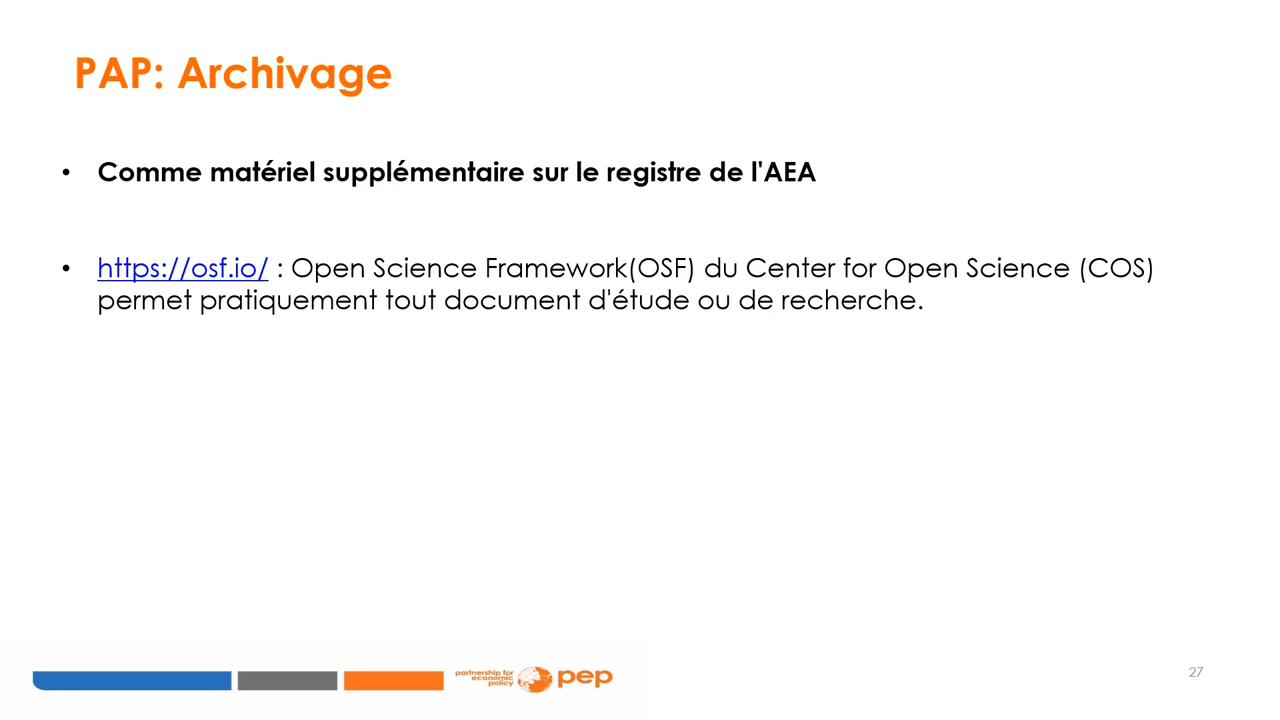 PAP: Archivage
• Comme matériel supplémentaire sur le registre de l'AEA
• https://osf.io/ : Open Science Framework(OSF) du Center for Open Science (COS)
permet pratiquement tout document d'étude ou de recherche.
partnership for
economic
policy
pep
27